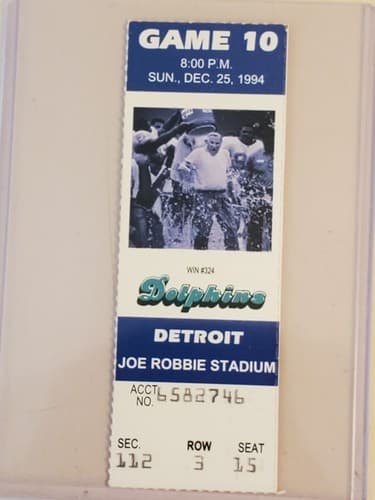 GAME 10
8:00 P.M.
SUN., DEC. 25, 1994
WIN #324
Dolphins
DETROIT
JOE ROBBIE STADIUM
ACCT NO. 6582746
SEC. ROW SEAT
112 3 15